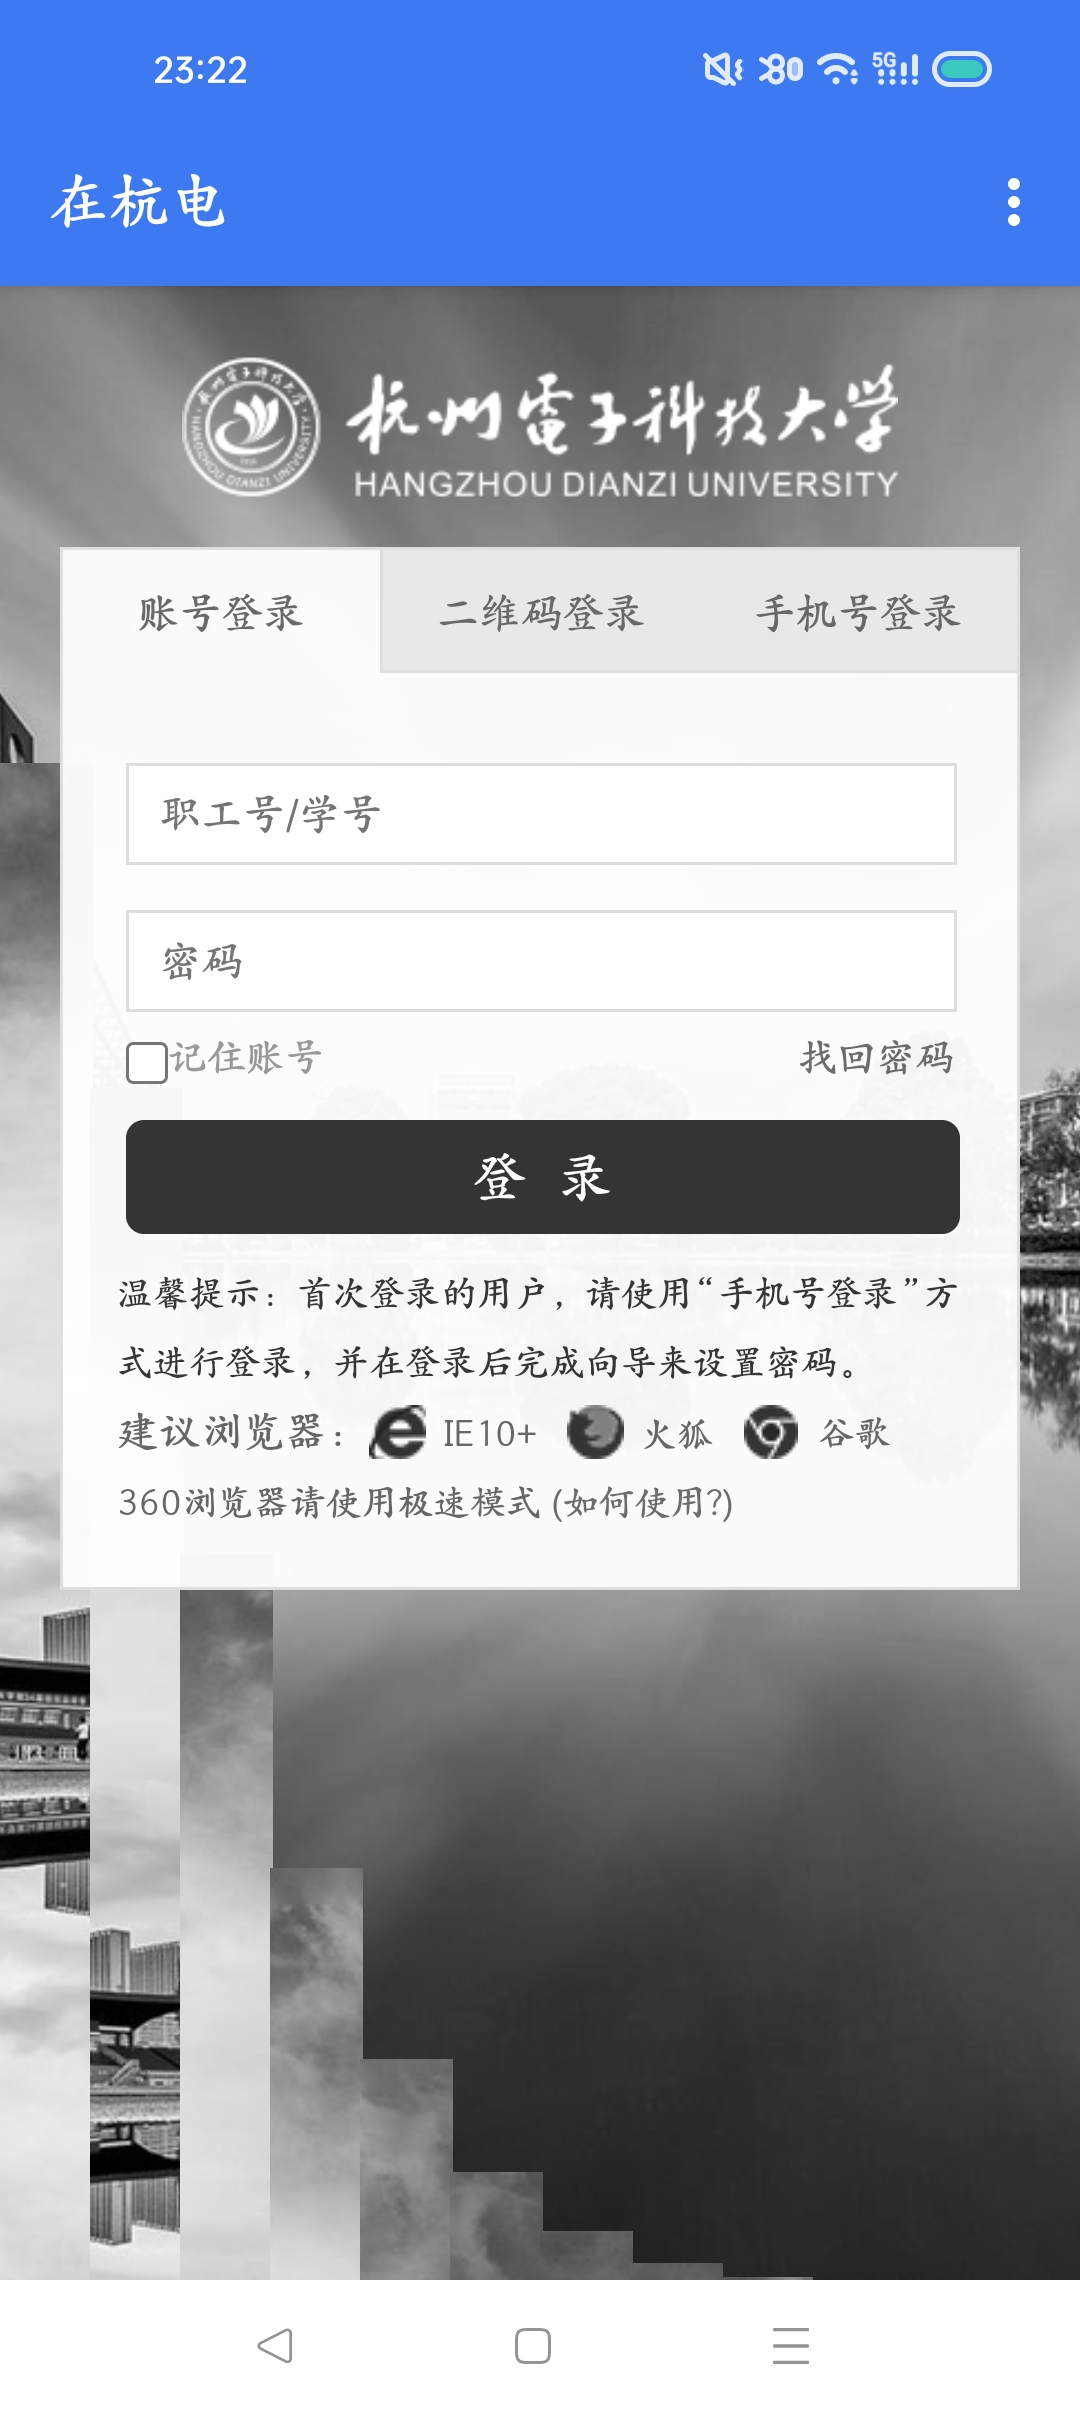 23:22
5G
在杭电
杭州電子科技大学
HANGZHOU DIANZI UNIVERSITY
账号登录
二维码登录
手机号登录
职工号/学号
密码
记住账号
找回密码
登 录
温馨提示：首次登录的用户，请使用“手机号登录”方
式进行登录，并在登录后完成向导来设置密码。
建议浏览器： IE10+ 火狐 谷歌
360浏览器请使用极速模式 (如何使用?)